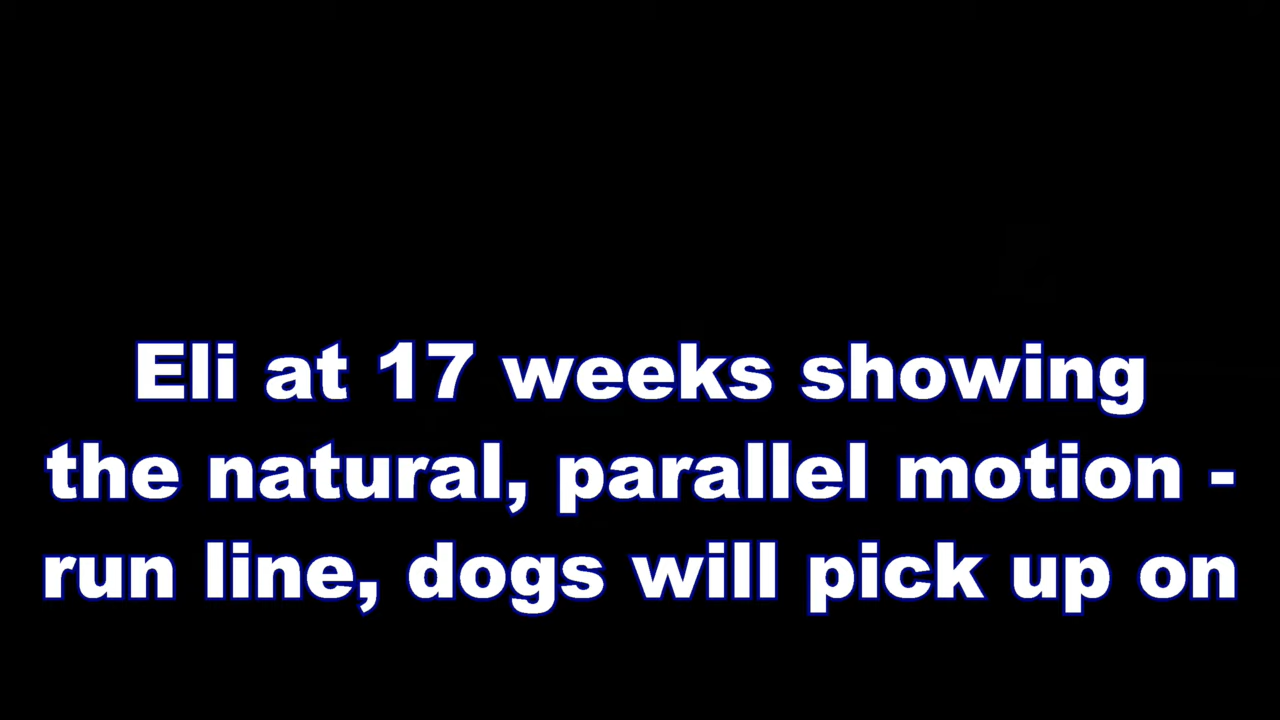 Eli at 17 weeks showing
the natural, parallel motion -
run line, dogs will pick up on